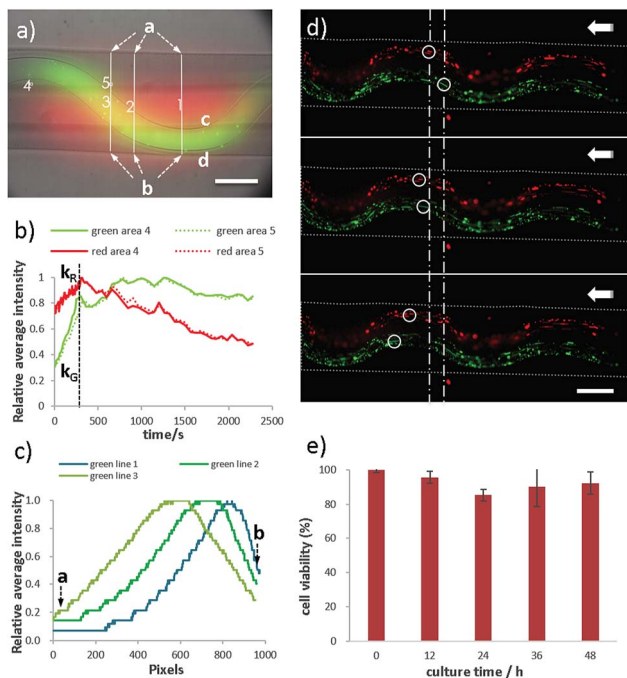 a)
a
4
5
3
2
1
c
d
b
b)
green area 4
green area 5
red area 4
red area 5
Relative average intensity
1
0.8
0.6
0.4
0.2
0
kR
kG
0
500
1000
1500
2000
2500
time/s
c)
green line 1
green line 2
green line 3
Relative average intensity
1.0
0.8
0.6
0.4
0.2
0.0
a
b
0
200
400
600
800
1000
Pixels
d)
e)
cell viability (%)
100
80
60
40
20
0
0
12
24
36
48
culture time / h